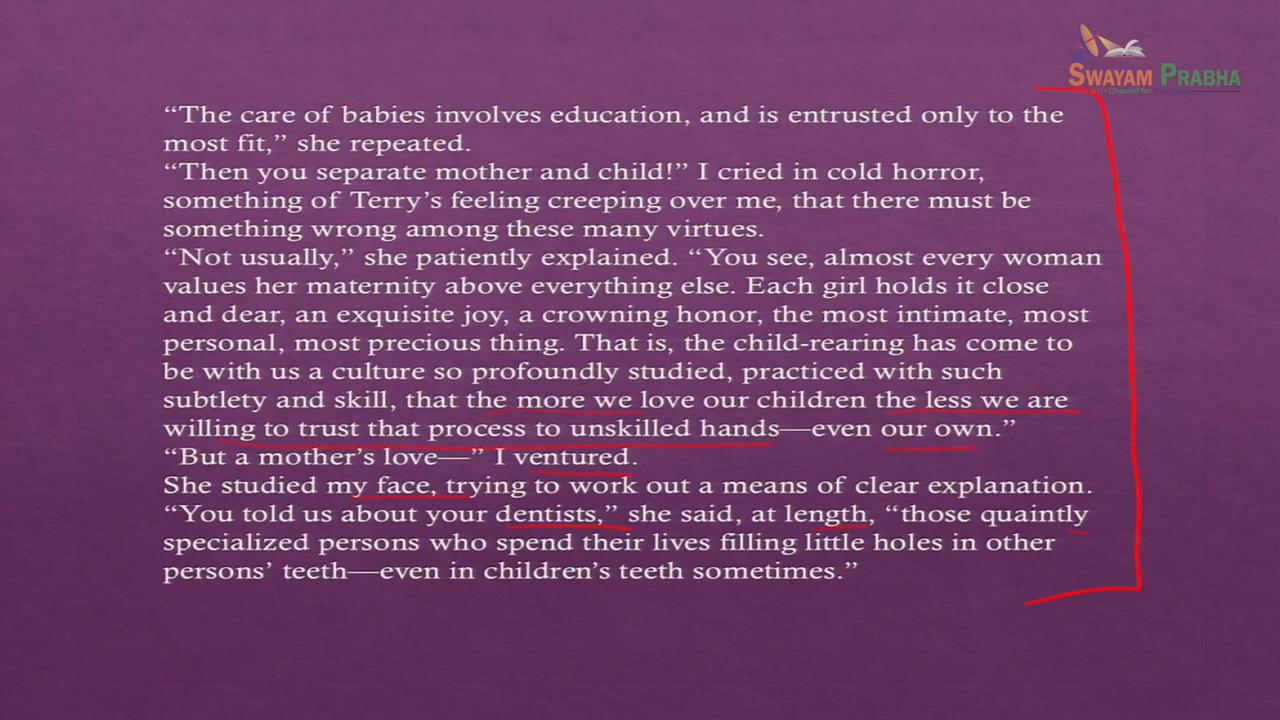 SWAYAM PRABHA
Channel for
“The care of babies involves education, and is entrusted only to the
most fit,” she repeated.
“Then you separate mother and child!” I cried in cold horror,
something of Terry’s feeling creeping over me, that there must be
something wrong among these many virtues.
“Not usually,” she patiently explained. “You see, almost every woman
values her maternity above everything else. Each girl holds it close
and dear, an exquisite joy, a crowning honor, the most intimate, most
personal, most precious thing. That is, the child-rearing has come to
be with us a culture so profoundly studied, practiced with such
subtlety and skill, that the more we love our children the less we are
willing to trust that process to unskilled hands—even our own.”
“But a mother’s love—” I ventured.
She studied my face, trying to work out a means of clear explanation.
“You told us about your dentists,” she said, at length, “those quaintly
specialized persons who spend their lives filling little holes in other
persons’ teeth—even in children’s teeth sometimes.”